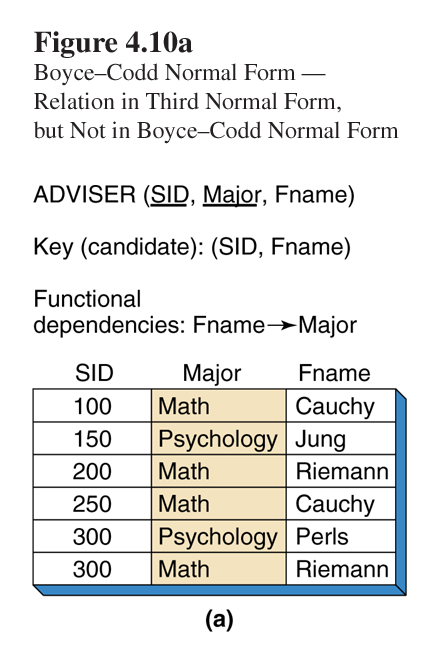 Figure 4.10a
Boyce–Codd Normal Form —
Relation in Third Normal Form,
but Not in Boyce–Codd Normal Form
ADVISER (SID, Major, Fname)
Key (candidate): (SID, Fname)
Functional
dependencies: Fname→Major
SID Major Fname
100 Math Cauchy
150 Psychology Jung
200 Math Riemann
250 Math Cauchy
300 Psychology Perls
300 Math Riemann
(a)